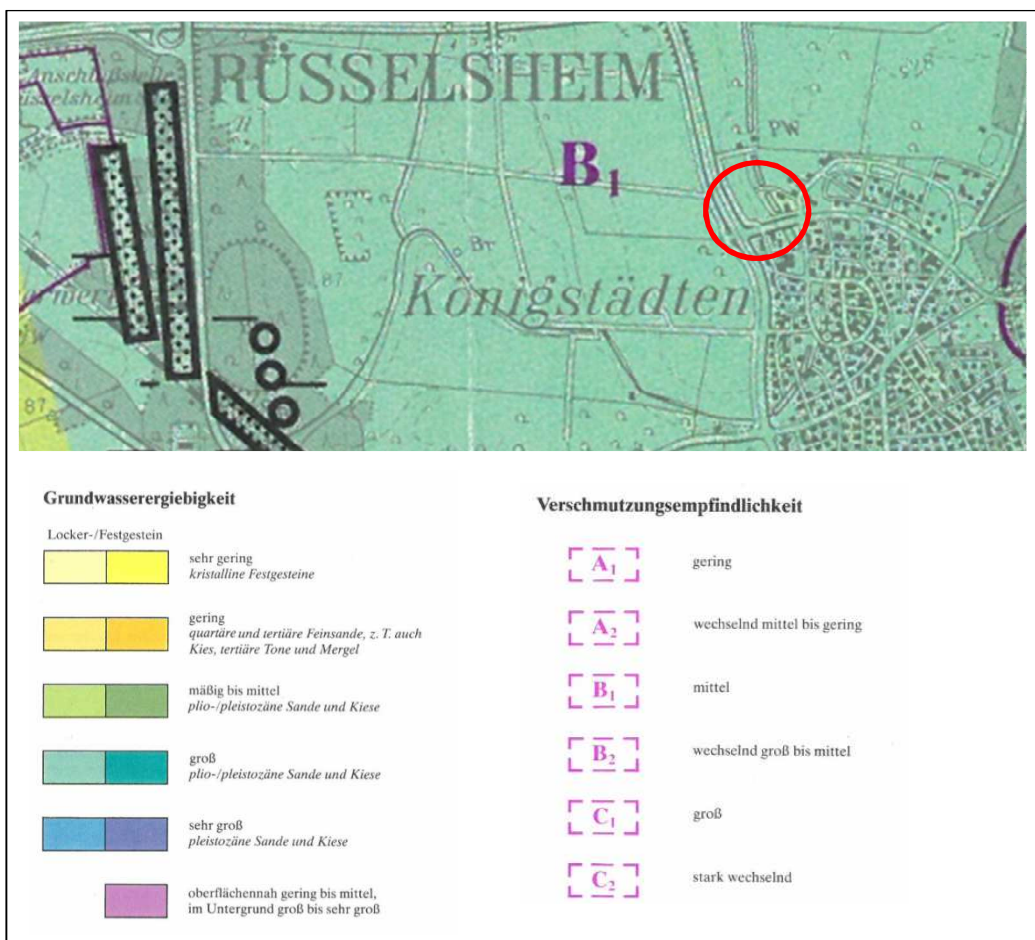 Anschlußstelle
RÜSSELSHEIM
PW
B₁
Br
87
Königstädten
87
Grundwasserergiebigkeit
Locker-/Festgestein
sehr gering
kristalline Festgesteine
gering
quartäre und tertiäre Feinsande, z. T. auch
Kies, tertiäre Tone und Mergel
mäßig bis mittel
plio-/pleistozäne Sande und Kiese
groß
plio-/pleistozäne Sande und Kiese
sehr groß
pleistozäne Sande und Kiese
oberflächennah gering bis mittel,
im Untergrund groß bis sehr groß
Verschmutzungsempfindlichkeit
A₁ gering
A₂ wechselnd mittel bis gering
B₁ mittel
B₂ wechselnd groß bis mittel
C₁ groß
C₂ stark wechselnd